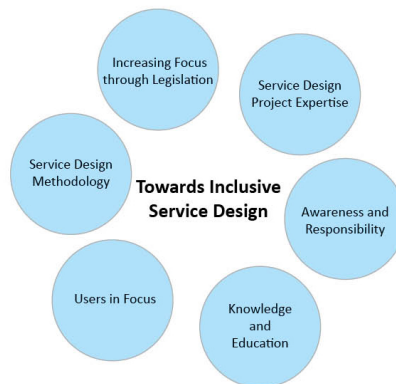 Increasing Focus
through Legislation
Service Design
Project Expertise
Service Design
Methodology
Towards Inclusive
Service Design
Awareness and
Responsibility
Users in Focus
Knowledge
and
Education